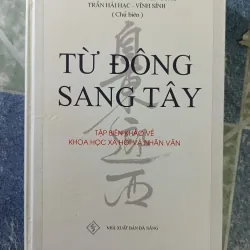 TRẦN HẢI HẠC - VĨNH SÍNH
( Chủ biên )
TỪ ĐÔNG
SANG TÂY
TẬP BIÊN KHẢO VỀ
KHOA HỌC XÃ HỘI VÀ NHÂN VĂN
NHÀ XUẤT BẢN ĐÀ NẴNG